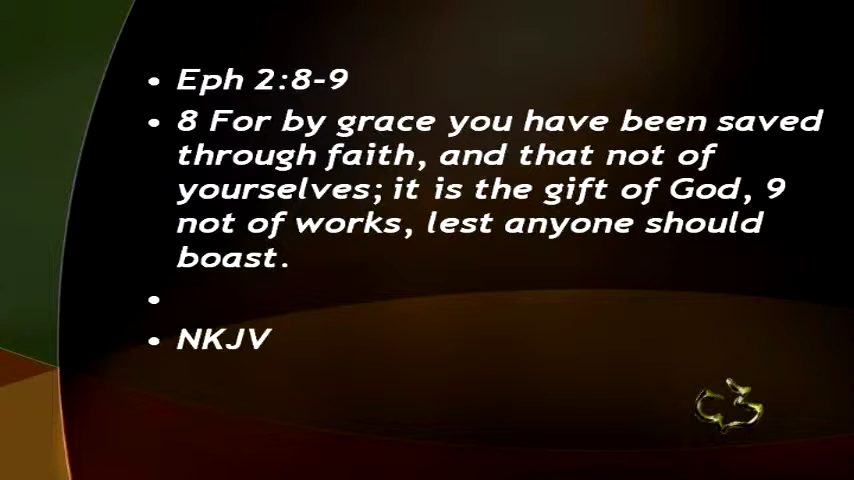 • Eph 2:8-9
• 8 For by grace you have been saved
through faith, and that not of
yourselves; it is the gift of God, 9
not of works, lest anyone should
boast.
•
• NKJV
C3